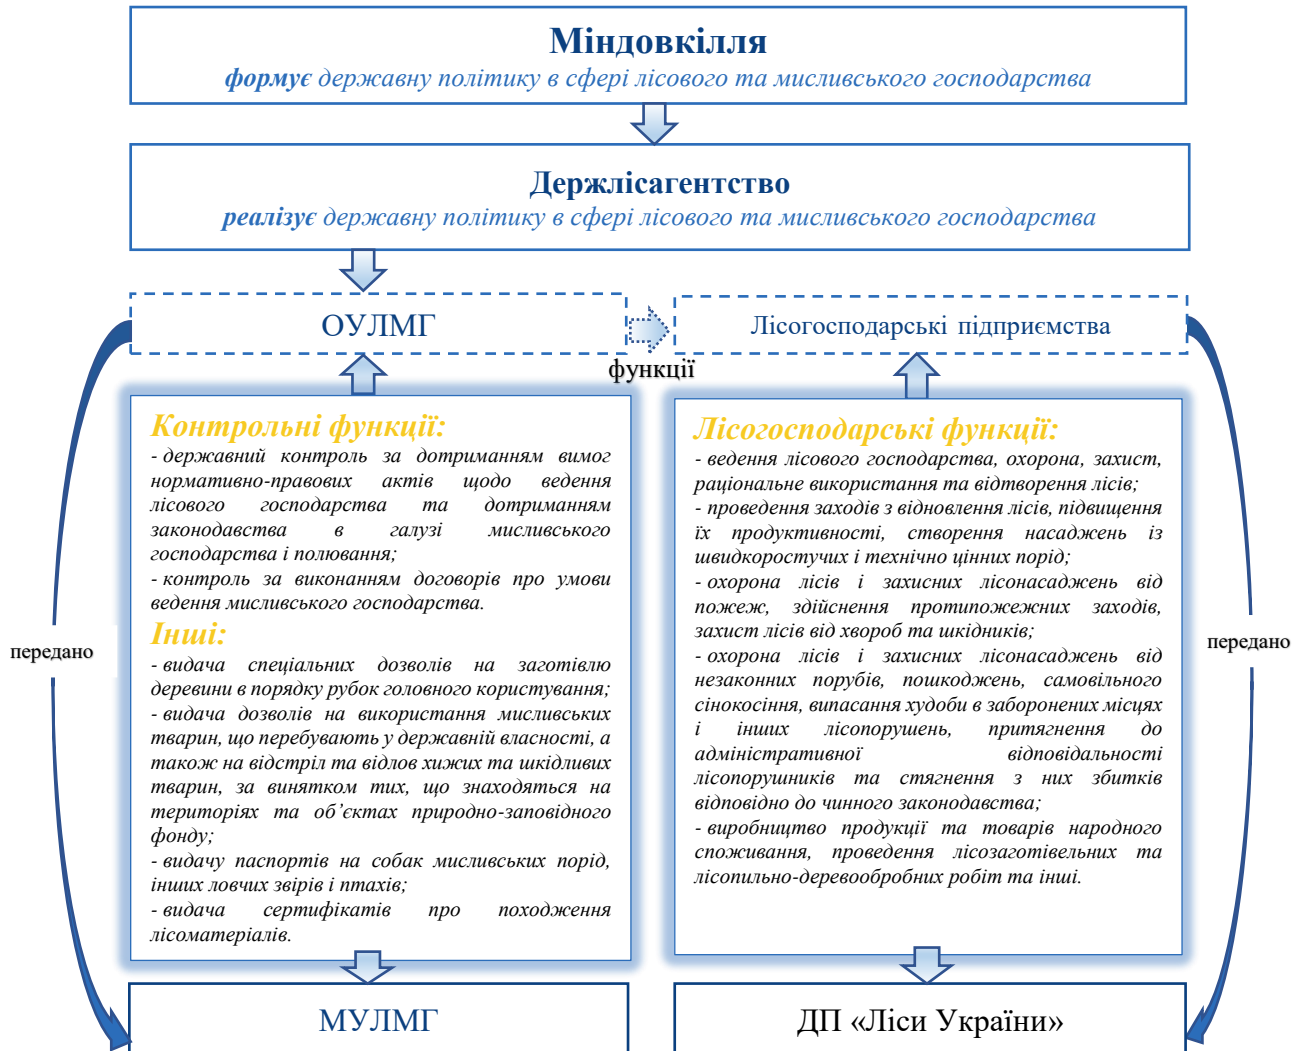 Міндовкілля
формує державну політику в сфері лісового та мисливського господарства
Держлісагентство
реалізує державну політику в сфері лісового та мисливського господарства
ОУЛМГ
Лісогосподарські підприємства
функції
Контрольні функції:
- державний контроль за дотриманням вимог
нормативно-правових актів щодо ведення
лісового господарства та дотриманням
законодавства в галузі мисливського
господарства і полювання;
- контроль за виконанням договорів про умови
ведення мисливського господарства.
Інші:
- видача спеціальних дозволів на заготівлю
деревини в порядку рубок головного користування;
- видача дозволів на використання мисливських
тварин, що перебувають у державній власності, а
також на відстріл та відлов хижих та шкідливих
тварин, за винятком тих, що знаходяться на
територіях та об’єктах природно-заповідного
фонду;
- видачу паспортів на собак мисливських порід,
інших ловчих звірів і птахів;
- видача сертифікатів про походження
лісоматеріалів.
Лісогосподарські функції:
- ведення лісового господарства, охорона, захист,
раціональне використання та відтворення лісів;
- проведення заходів з відновлення лісів, підвищення
їх продуктивності, створення насаджень із
швидкоростучих і технічно цінних порід;
- охорона лісів і захисних лісонасаджень від
пожеж, здійснення протипожежних заходів,
захист лісів від хвороб та шкідників;
- охорона лісів і захисних лісонасаджень від
незаконних порубів, пошкоджень, самовільного
сінокосіння, випасання худоби в заборонених місцях
і інших лісопорушень, притягнення до
адміністративної відповідальності
лісопорушників та стягнення з них збитків
відповідно до чинного законодавства;
- виробництво продукції та товарів народного
споживання, проведення лісозаготівельних та
лісопильно-деревообробних робіт та інші.
передано
передано
МУЛМГ
ДП «Ліси України»